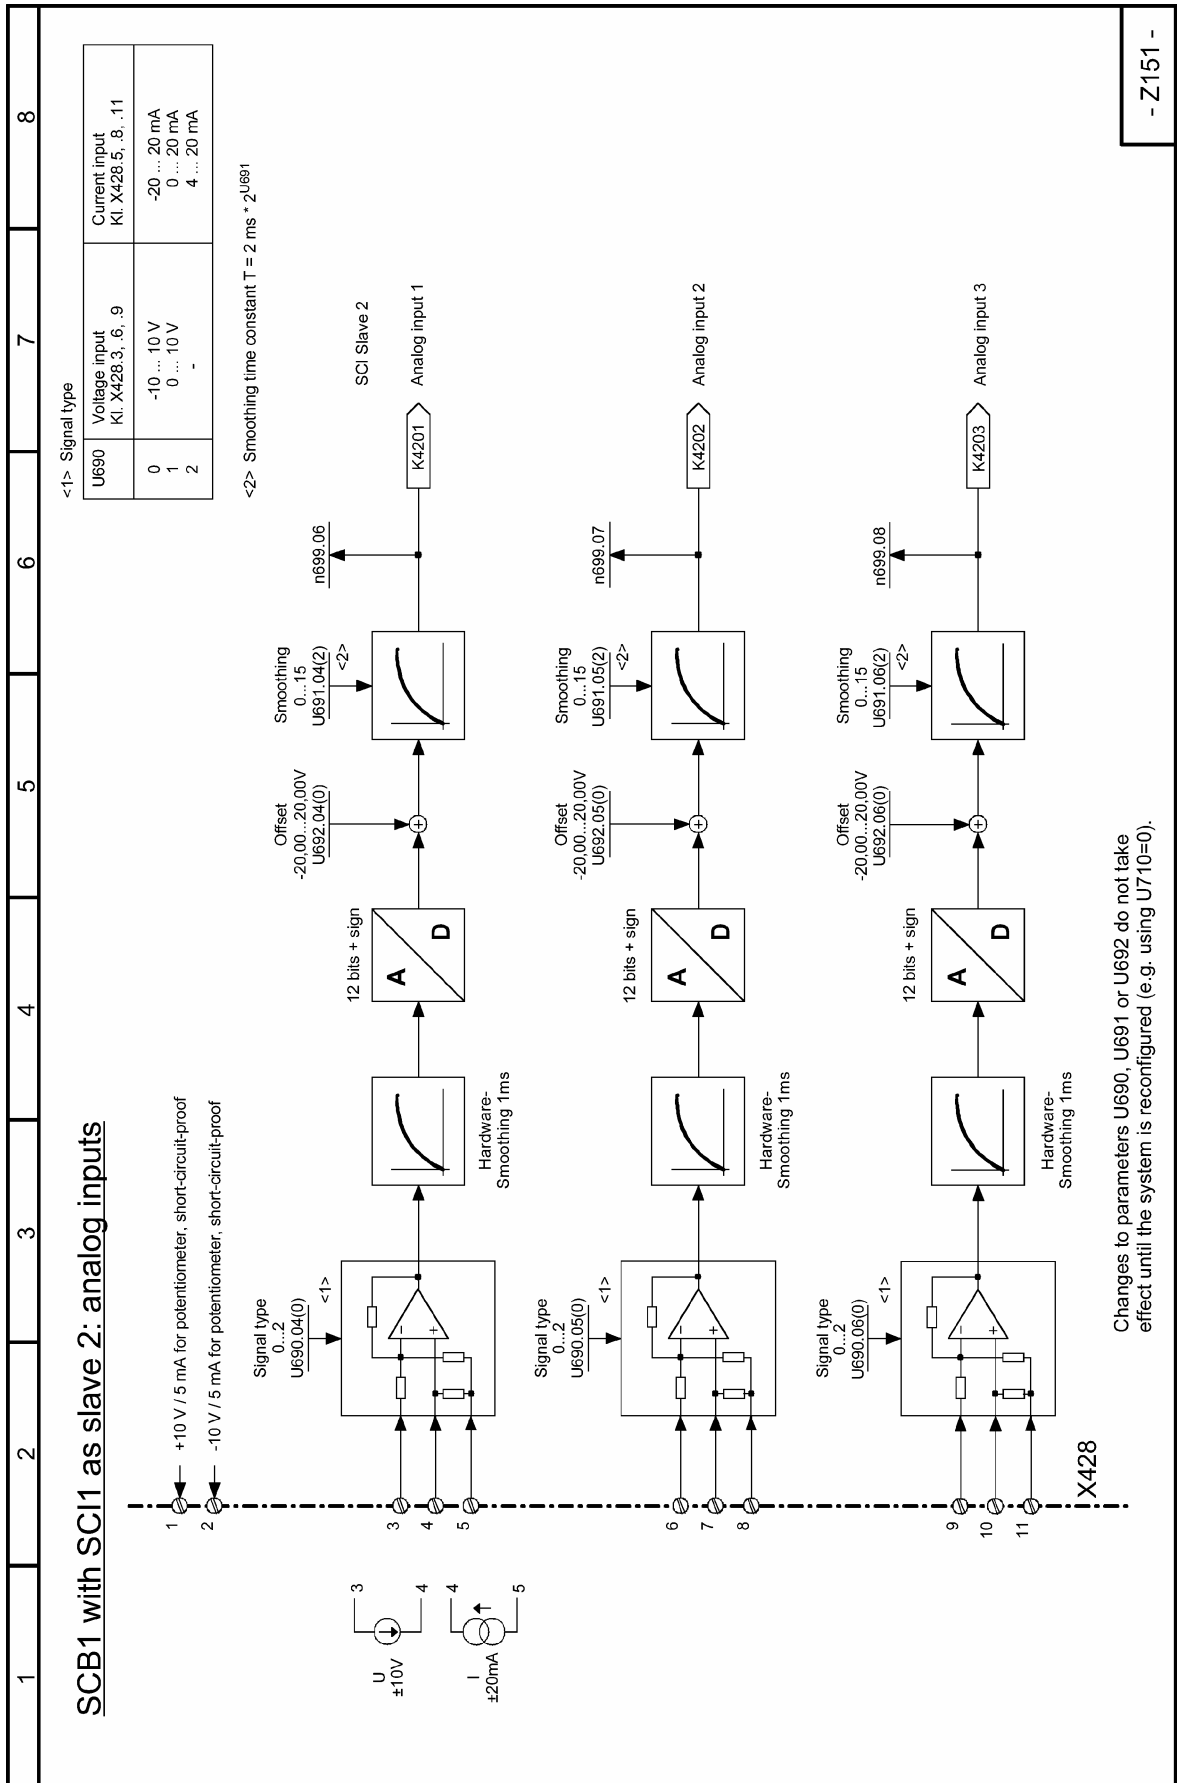 1
2
3
4
5
6
7
8
SCB1 with SCI1 as slave 2: analog inputs
<1> Signal type
U690
Voltage input
Kl. X428.3, .6, .9
Current input
Kl. X428.5, .8, .11
0
-10 ... 10 V
-20 ... 20 mA
1
0 ... 10 V
0 ... 20 mA
2
-
4 ... 20 mA
<2> Smoothing time constant T = 2 ms * 2^U691
1
+10 V / 5 mA for potentiometer, short-circuit-proof
2
-10 V / 5 mA for potentiometer, short-circuit-proof
U
±10V
3
4
I
±20mA
4
5
3
4
5
Signal type
0...2
U690.04(0)
<1>
-
+
Hardware-
Smoothing 1ms
12 bits + sign
A
D
Offset
-20,00...20,00V
U692.04(0)
+
Smoothing
0...15
U691.04(2)
<2>
n699.06
K4201
SCI Slave 2
Analog input 1
6
7
8
Signal type
0...2
U690.05(0)
<1>
-
+
Hardware-
Smoothing 1ms
12 bits + sign
A
D
Offset
-20,00...20,00V
U692.05(0)
+
Smoothing
0...15
U691.05(2)
<2>
n699.07
K4202
Analog input 2
9
10
11
Signal type
0...2
U690.06(0)
<1>
-
+
Hardware-
Smoothing 1ms
12 bits + sign
A
D
Offset
-20,00...20,00V
U692.06(0)
+
Smoothing
0...15
U691.06(2)
<2>
n699.08
K4203
Analog input 3
X428
Changes to parameters U690, U691 or U692 do not take
effect until the system is reconfigured (e.g. using U710=0).
- Z151 -